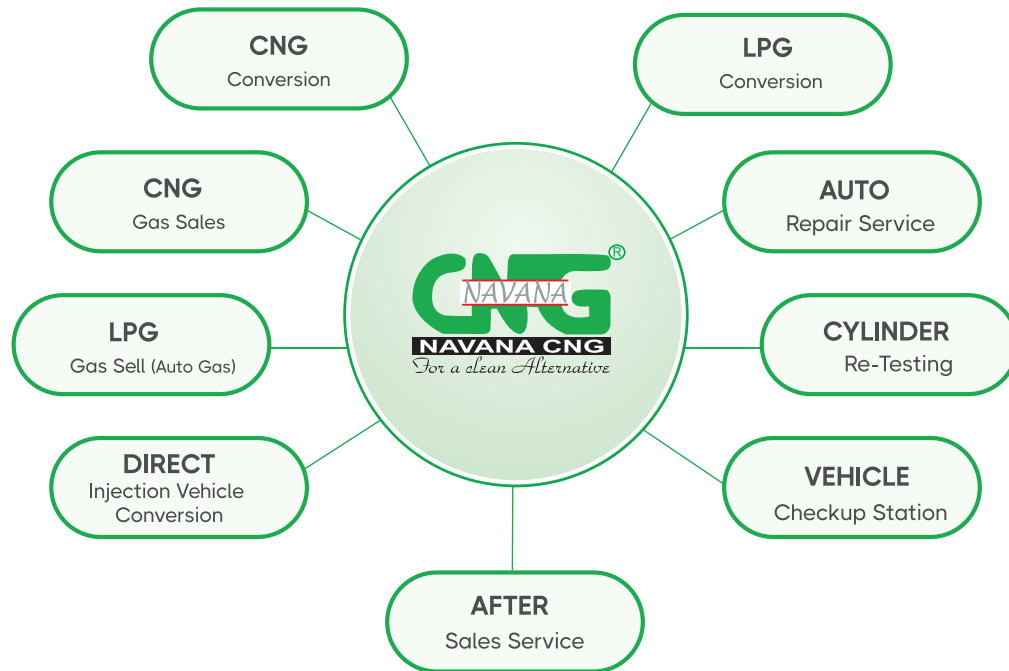 CNG
Conversion
LPG
Conversion
CNG
Gas Sales
AUTO
Repair Service
CNG®
NAVANA
NAVANA CNG
For a clean Alternative
LPG
Gas Sell (Auto Gas)
CYLINDER
Re-Testing
DIRECT
Injection Vehicle
Conversion
VEHICLE
Checkup Station
AFTER
Sales Service